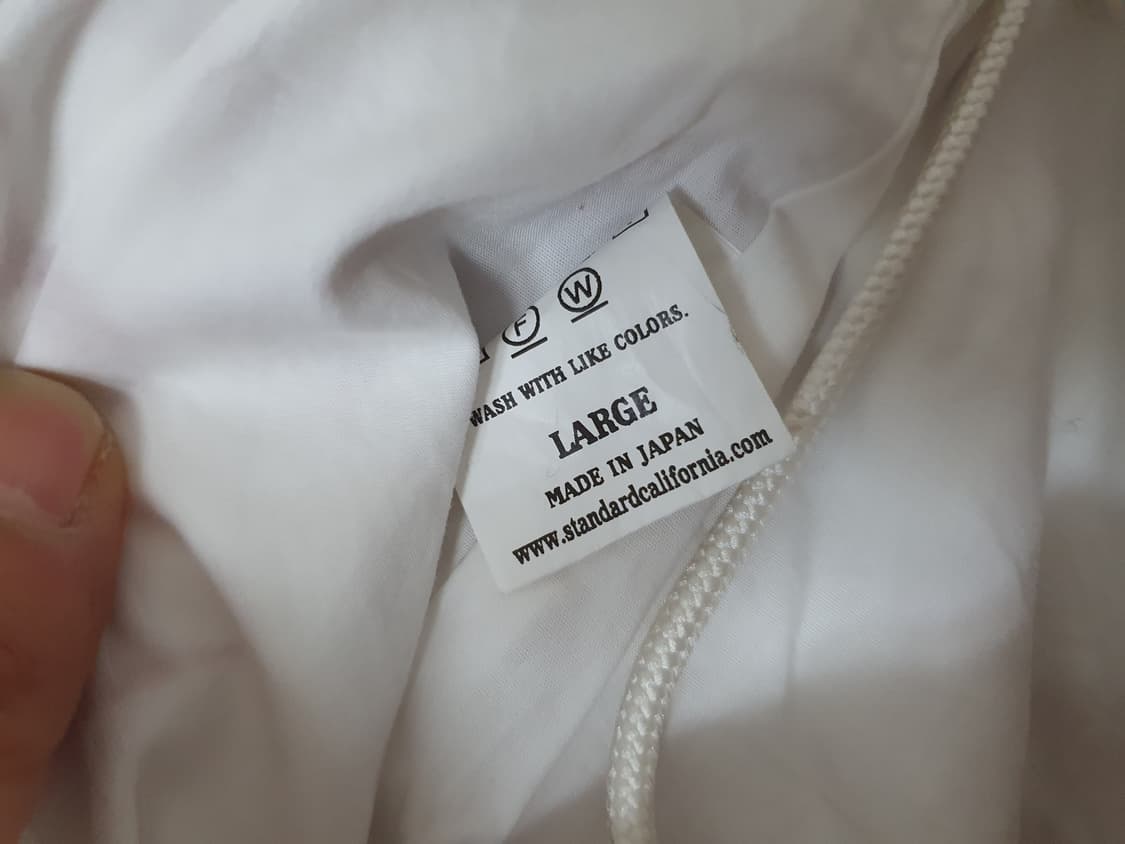 F W
WASH WITH LIKE COLORS.
LARGE
MADE IN JAPAN
www.standardcalifornia.com